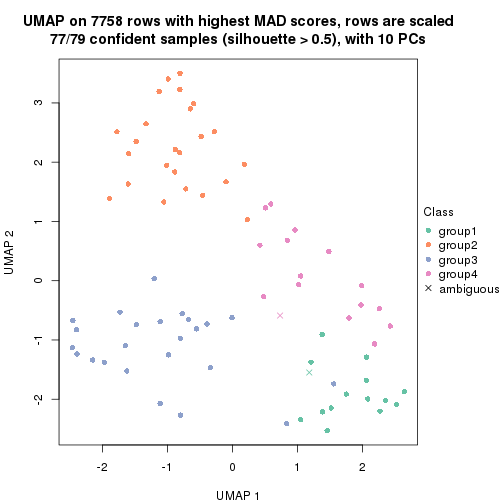 UMAP on 7758 rows with highest MAD scores, rows are scaled
77/79 confident samples (silhouette > 0.5), with 10 PCs
3
2
1
0
-1
-2
UMAP 2
-2
-1
0
1
2
UMAP 1
Class
group1
group2
group3
group4
ambiguous